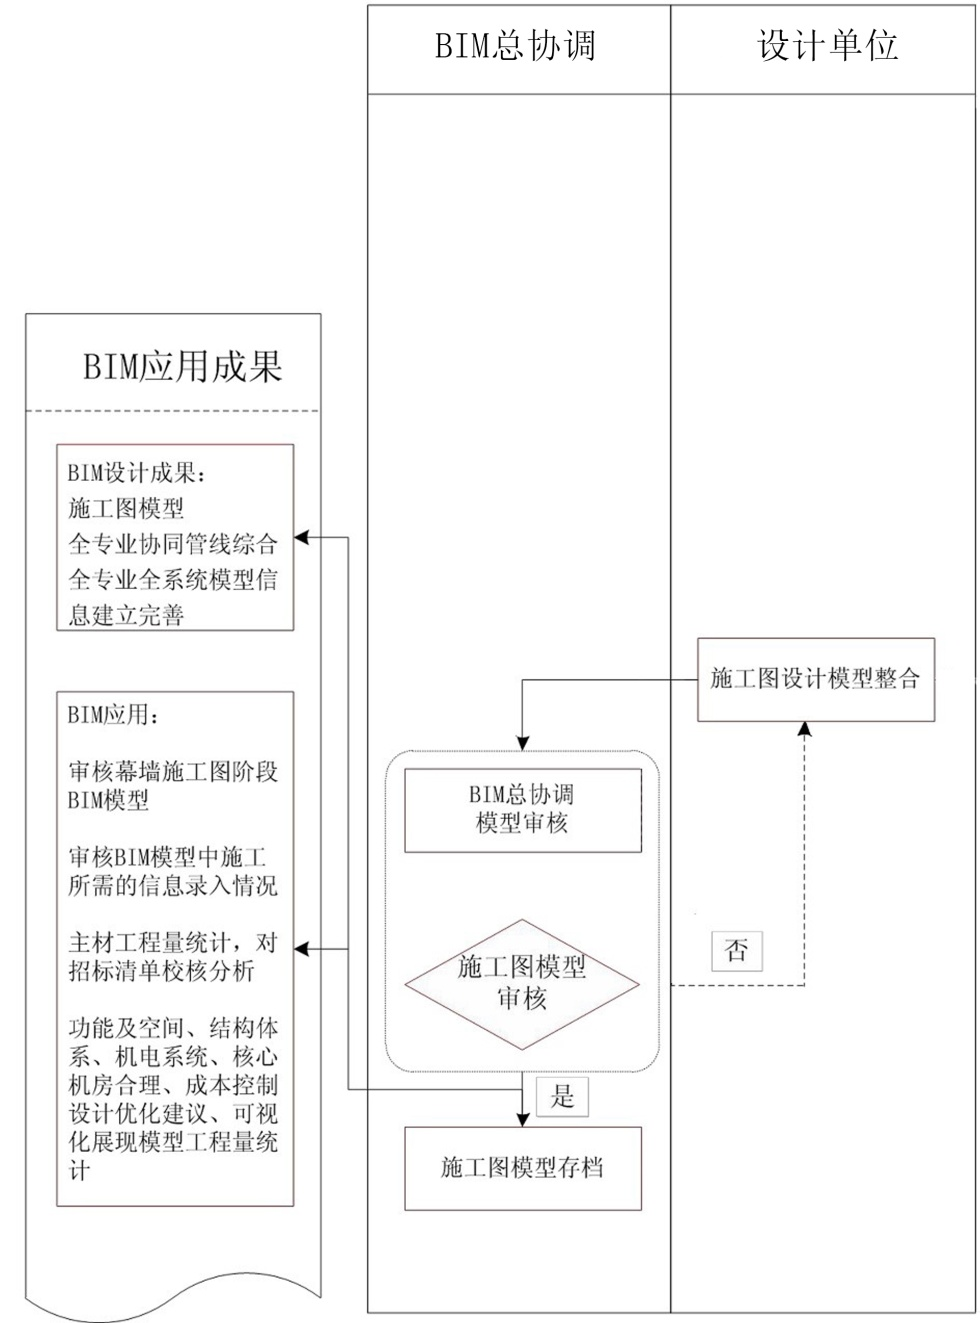 BIM总协调
设计单位
BIM应用成果
BIM设计成果：
施工图模型
全专业协同管线综合
全专业全系统模型信
息建立完善
BIM应用：
审核幕墙施工图阶段
BIM模型
审核BIM模型中施工
所需的信息录入情况
主材工程量统计，对
招标清单校核分析
功能及空间、结构体
系、机电系统、核心
机房合理、成本控制
设计优化建议、可视
化展现模型工程量统
计
施工图设计模型整合
BIM总协调
模型审核
施工图模型
审核
否
是
施工图模型存档